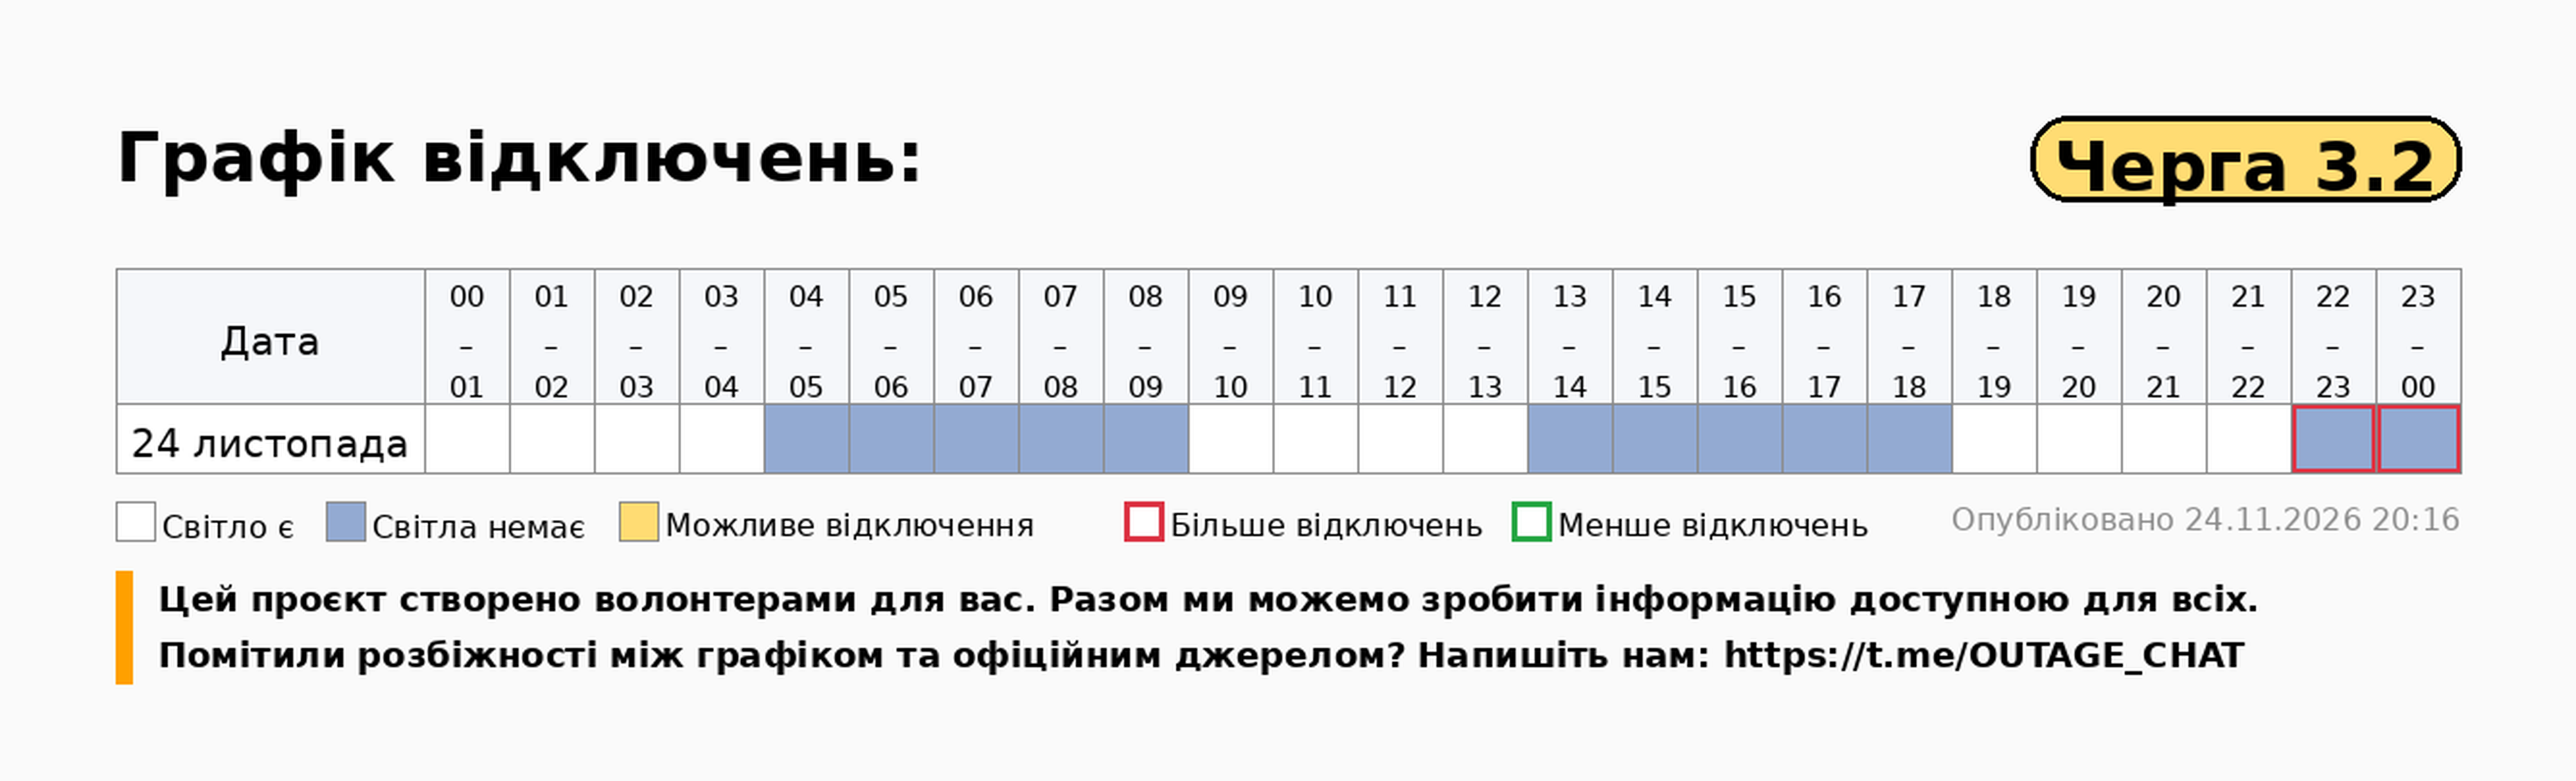 Графік відключень:
Черга 3.2
Дата
00 – 01
01 – 02
02 – 03
03 – 04
04 – 05
05 – 06
06 – 07
07 – 08
08 – 09
09 – 10
10 – 11
11 – 12
12 – 13
13 – 14
14 – 15
15 – 16
16 – 17
17 – 18
18 – 19
19 – 20
20 – 21
21 – 22
22 – 23
23 – 00
24 листопада
Світло є
Світла немає
Можливе відключення
Більше відключень
Менше відключень
Опубліковано 24.11.2026 20:16
Цей проєкт створено волонтерами для вас. Разом ми можемо зробити інформацію доступною для всіх.
Помітили розбіжності між графіком та офіційним джерелом? Напишіть нам: https://t.me/OUTAGE_CHAT